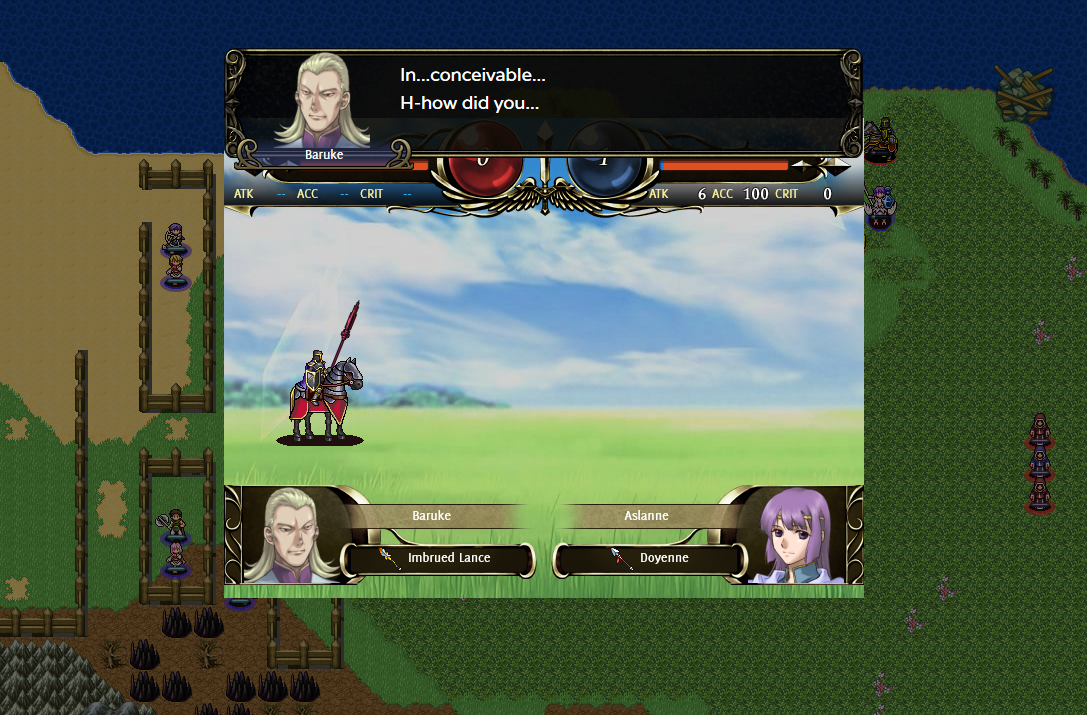 In...conceivable...
H-how did you...
Baruke
0 1
ATK -- ACC -- CRIT -- ATK 6 ACC 100 CRIT 0
Baruke Aslanne
Imbrued Lance Doyenne